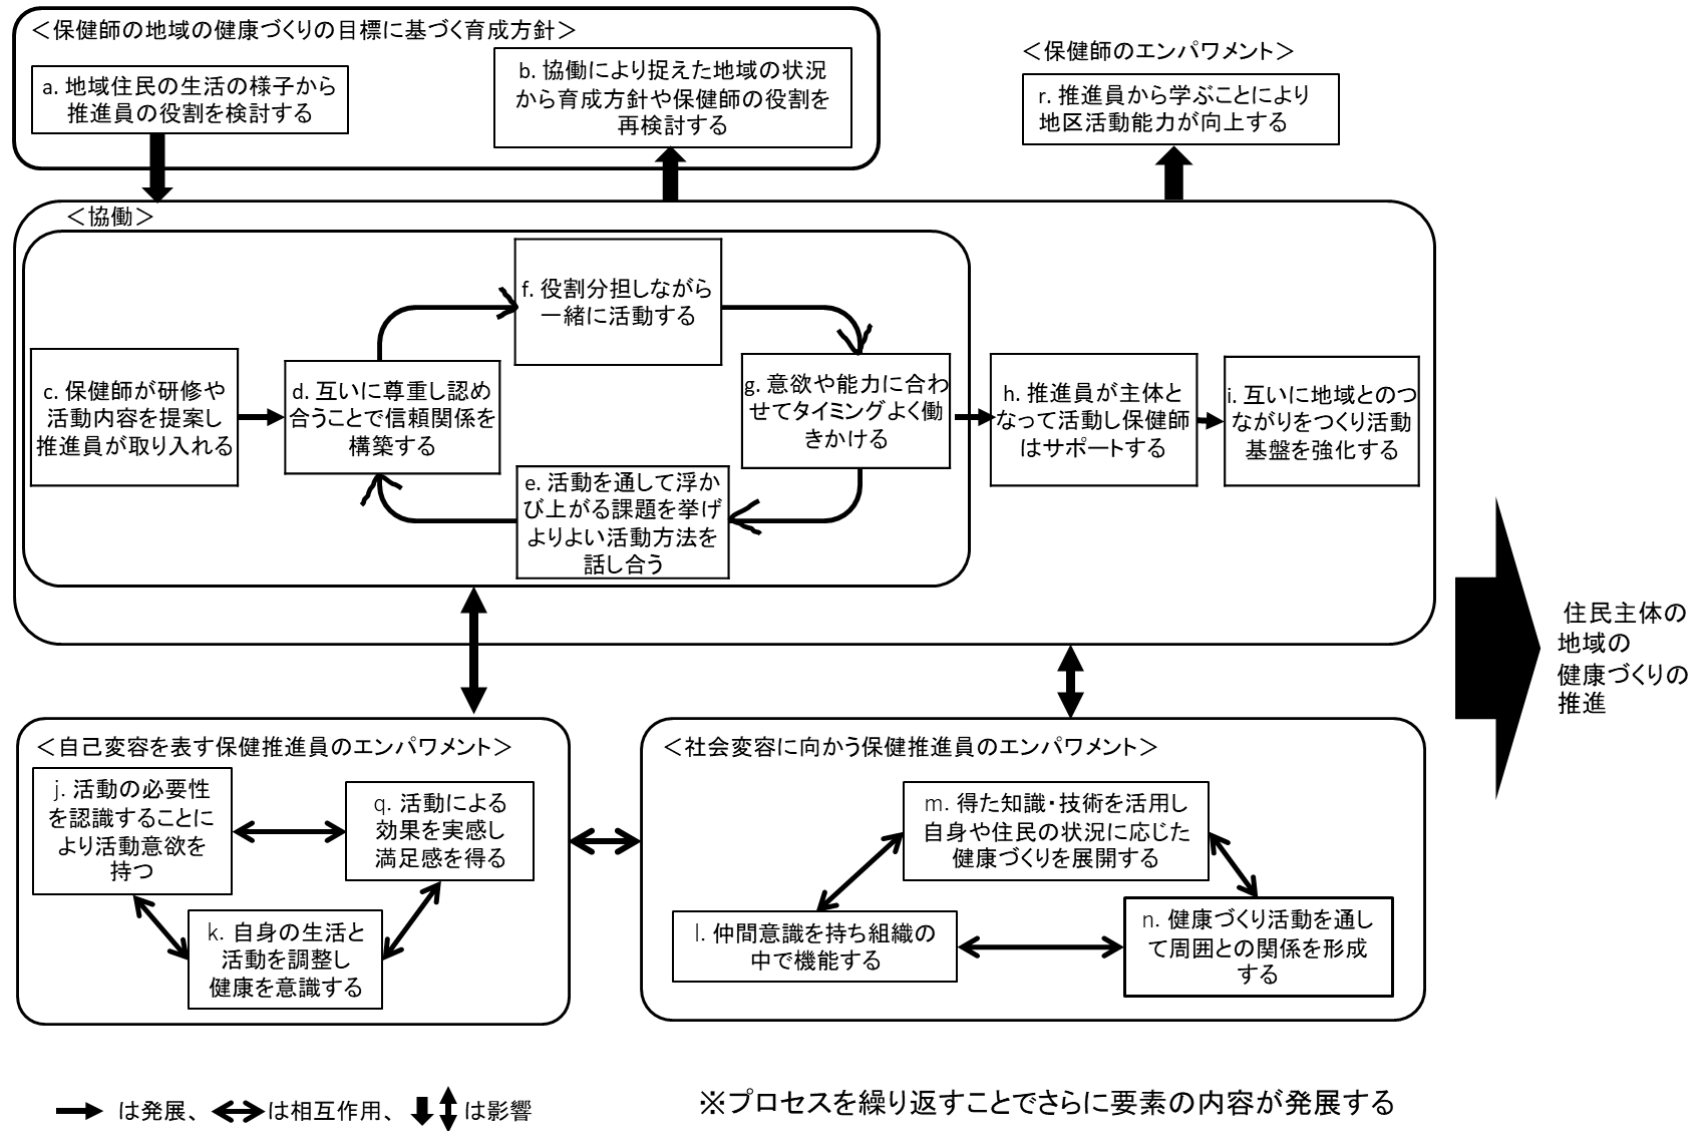 ＜保健師の地域の健康づくりの目標に基づく育成方針＞
a. 地域住民の生活の様子から
推進員の役割を検討する
b. 協働により捉えた地域の状況
から育成方針や保健師の役割を
再検討する
＜保健師のエンパワメント＞
r. 推進員から学ぶことにより
地区活動能力が向上する
＜協働＞
c. 保健師が研修や
活動内容を提案し
推進員が取り入れる
d. 互いに尊重し認め
合うことで信頼関係を
構築する
f. 役割分担しながら
一緒に活動する
g. 意欲や能力に合わ
せてタイミングよく働
きかける
e. 活動を通して浮か
び上がる課題を挙げ
よりよい活動方法を
話し合う
h. 推進員が主体と
なって活動し保健師
はサポートする
i. 互いに地域とのつ
ながりをつくり活動
基盤を強化する
住民主体の
地域の
健康づくりの
推進
＜自己変容を表す保健推進員のエンパワメント＞
j. 活動の必要性
を認識することに
より活動意欲を
持つ
q. 活動による
効果を実感し
満足感を得る
k. 自身の生活と
活動を調整し
健康を意識する
＜社会変容に向かう保健推進員のエンパワメント＞
m. 得た知識・技術を活用し
自身や住民の状況に応じた
健康づくりを展開する
l. 仲間意識を持ち組織の
中で機能する
n. 健康づくり活動を通し
て周囲との関係を形成
する
は発展、は相互作用、は影響
※プロセスを繰り返すことでさらに要素の内容が発展する